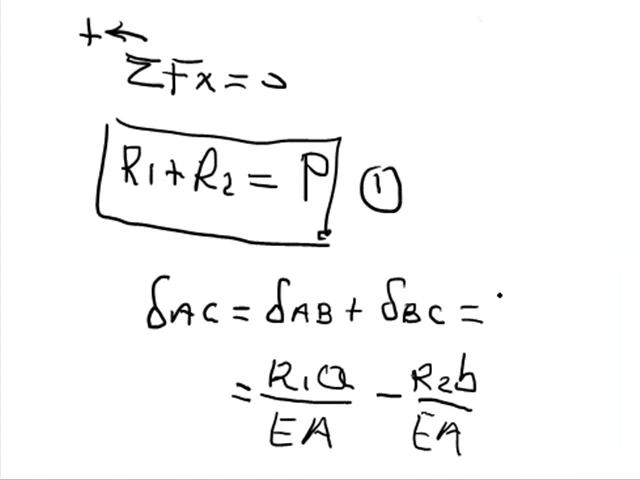 +←
ΣFx = 0
R1 + R2 = P ①
δAC = δAB + δBC =
= R1a/EA − R2b/EA